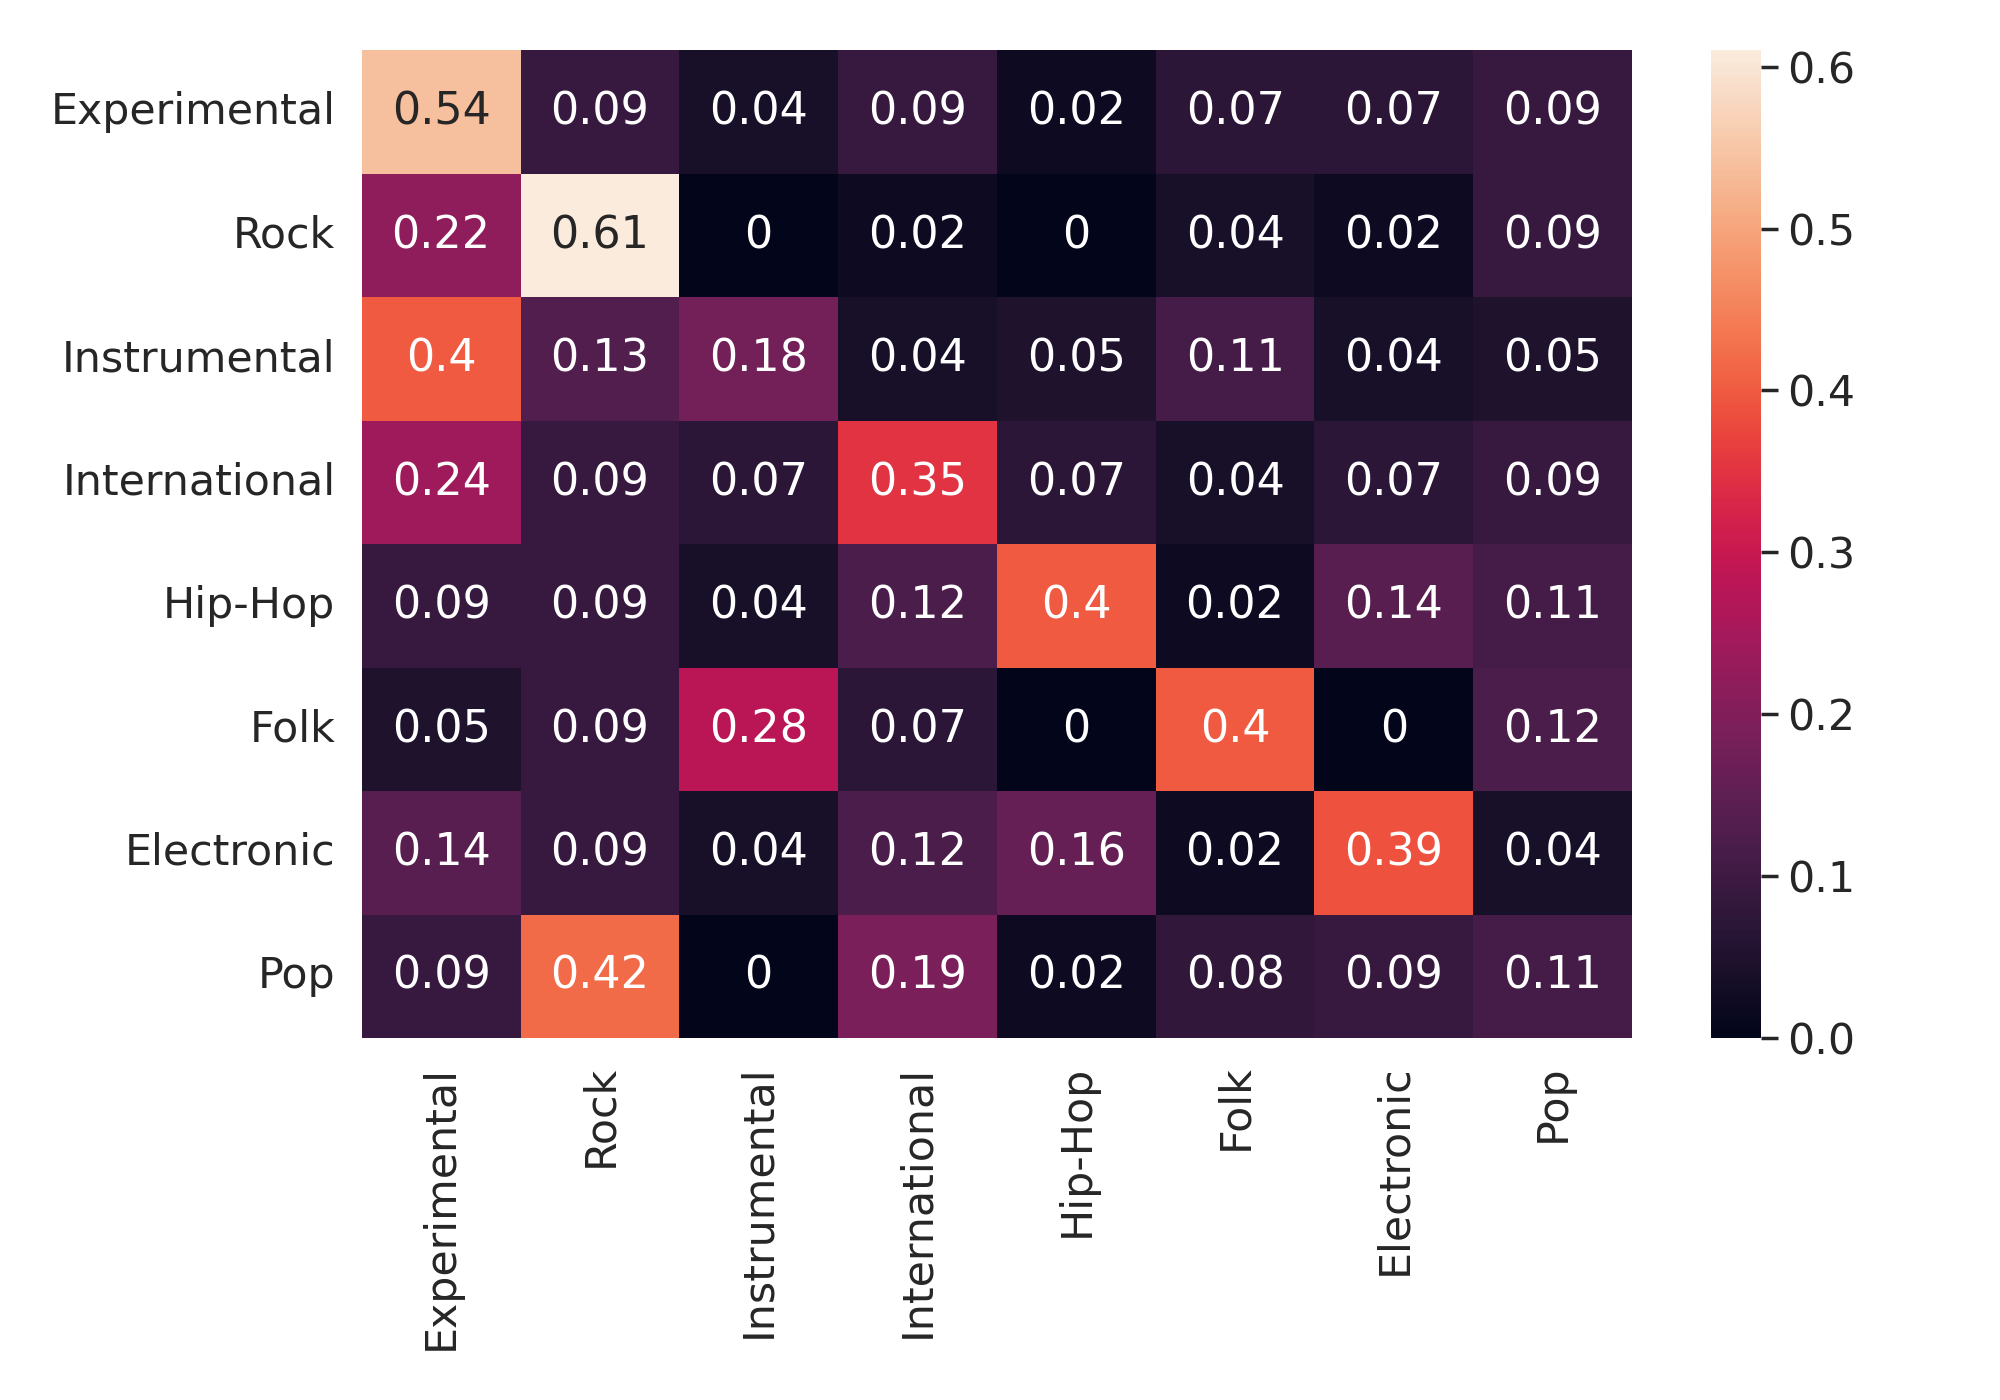 Experimental 0.54 0.09 0.04 0.09 0.02 0.07 0.07 0.09
Rock 0.22 0.61 0 0.02 0 0.04 0.02 0.09
Instrumental 0.4 0.13 0.18 0.04 0.05 0.11 0.04 0.05
International 0.24 0.09 0.07 0.35 0.07 0.04 0.07 0.09
Hip-Hop 0.09 0.09 0.04 0.12 0.4 0.02 0.14 0.11
Folk 0.05 0.09 0.28 0.07 0 0.4 0 0.12
Electronic 0.14 0.09 0.04 0.12 0.16 0.02 0.39 0.04
Pop 0.09 0.42 0 0.19 0.02 0.08 0.09 0.11
Experimental
Rock
Instrumental
International
Hip-Hop
Folk
Electronic
Pop
0.6
0.5
0.4
0.3
0.2
0.1
0.0